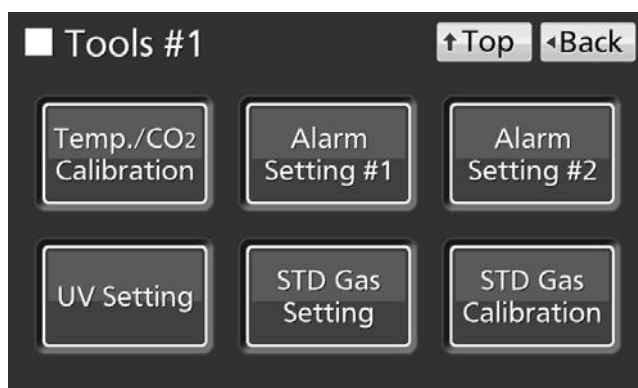 Tools #1
↑Top
◂Back
Temp./CO2
Calibration
Alarm
Setting #1
Alarm
Setting #2
UV Setting
STD Gas
Setting
STD Gas
Calibration